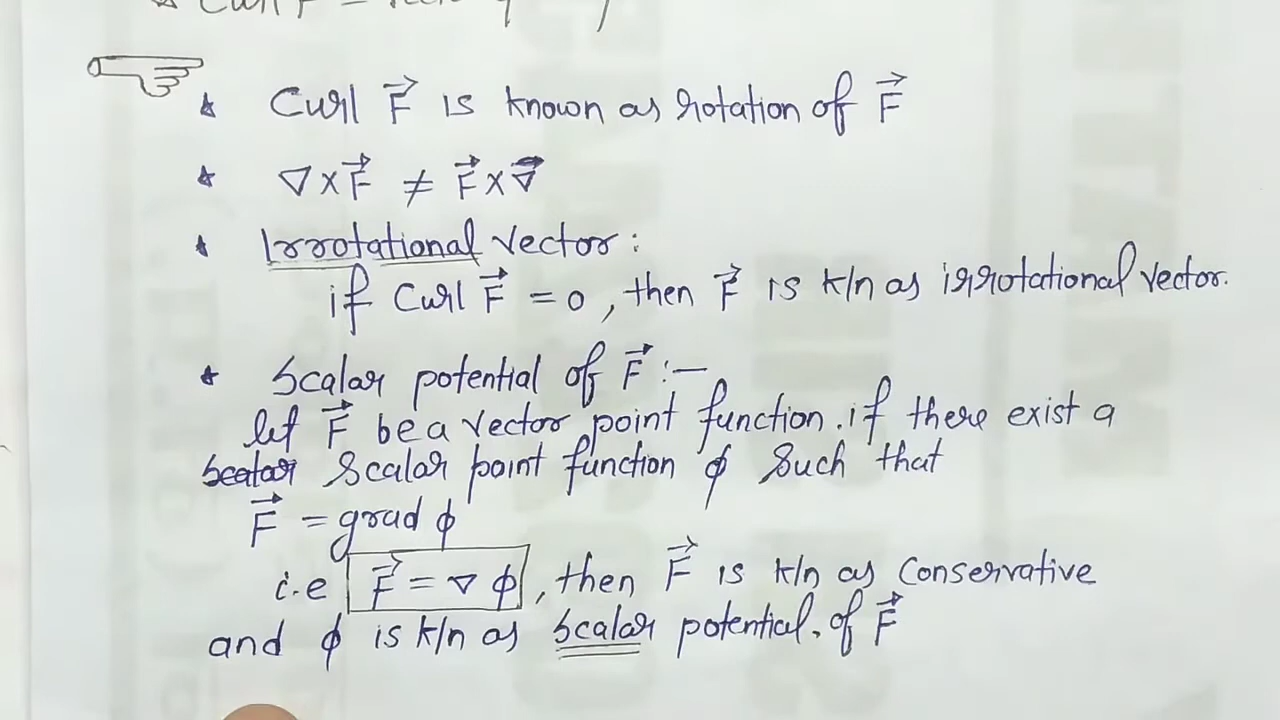 Curl F⃗ =
★ Curl F⃗ is known as rotation of F⃗
★ ∇×F⃗ ≠ F⃗×∇⃗
★ Irrotational Vector:
if Curl F⃗ = 0, then F⃗ is k/n as irrotational vector.
★ Scalar potential of F⃗ :—
let F⃗ be a vector point function. if there exist a
Scalar point function φ Such that
F⃗ = grad φ
i.e F⃗ = ∇ φ, then F⃗ is k/n as Conservative
and φ is k/n as Scalar potential. of F⃗